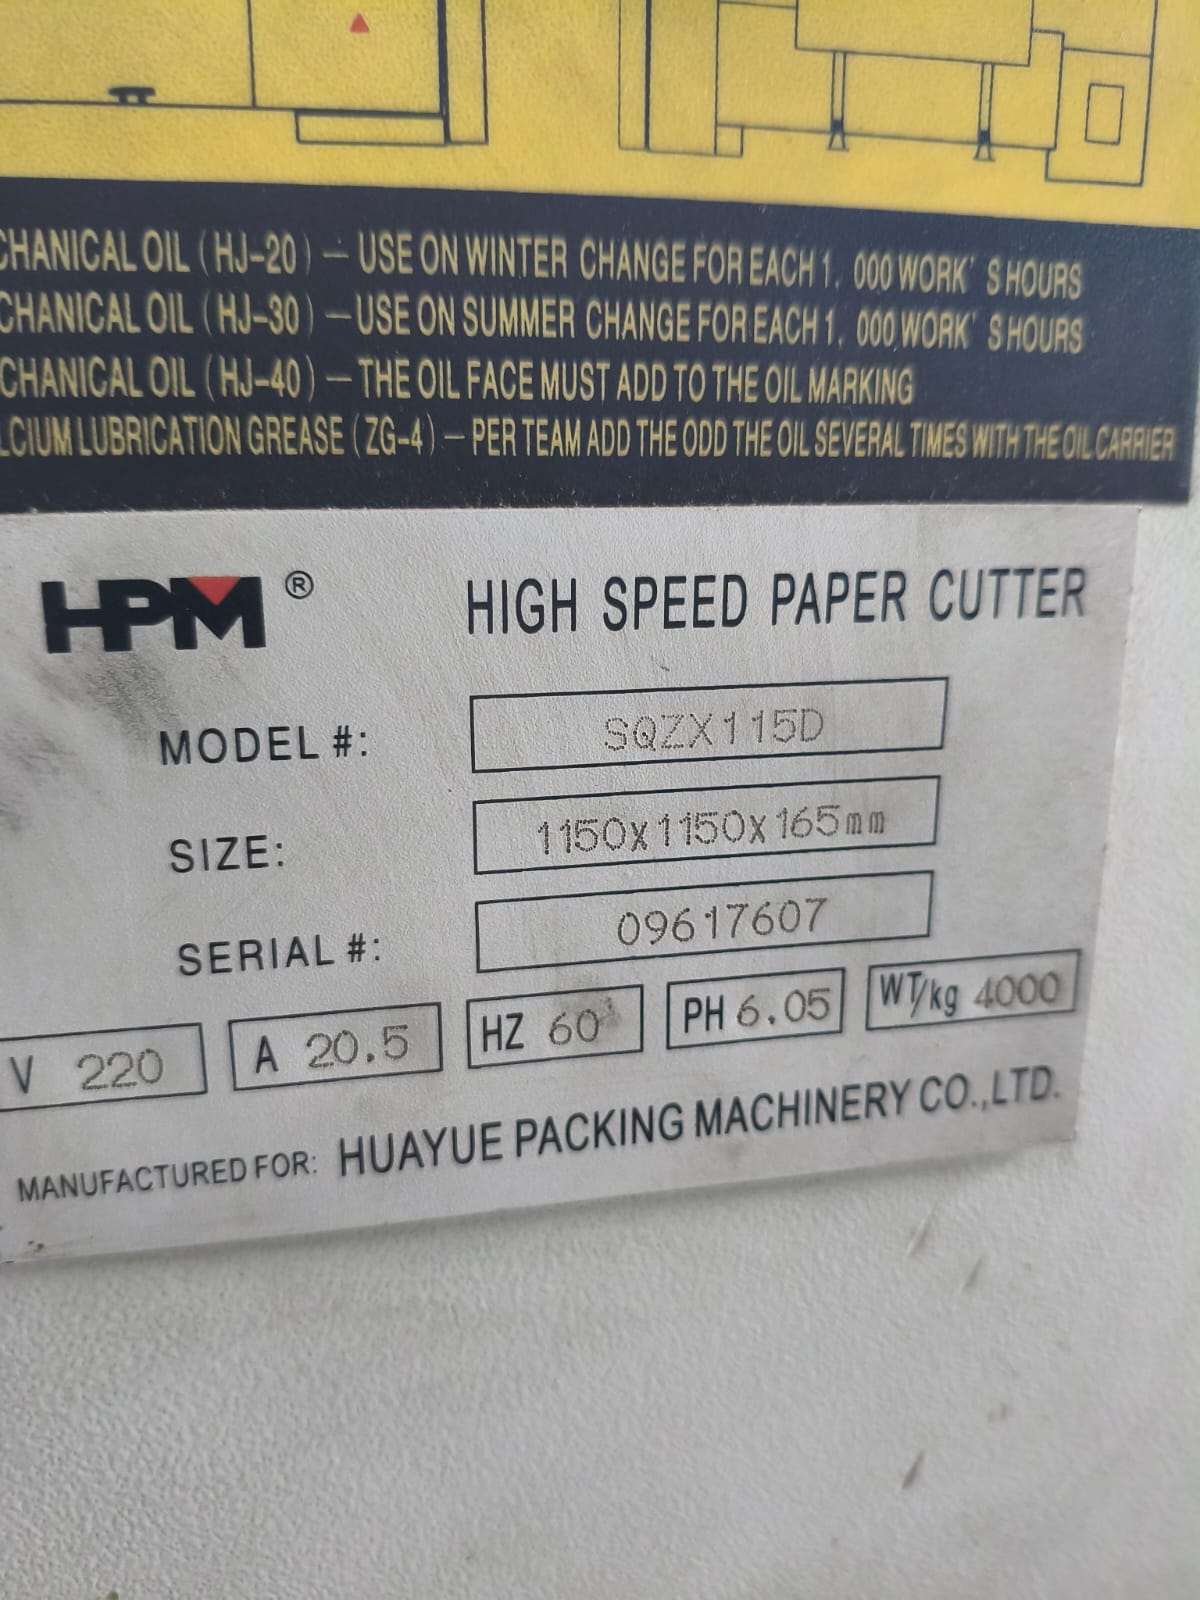 CHANICAL OIL (HJ-20) — USE ON WINTER CHANGE FOR EACH 1, 000 WORK' S HOURS
CHANICAL OIL (HJ-30) — USE ON SUMMER CHANGE FOR EACH 1, 000 WORK' S HOURS
CHANICAL OIL (HJ-40) — THE OIL FACE MUST ADD TO THE OIL MARKING
LCIUM LUBRICATION GREASE (ZG-4) — PER TEAM ADD THE ODD THE OIL SEVERAL TIMES WITH THE OIL CARRIER
HPM ® HIGH SPEED PAPER CUTTER
MODEL #: SQZX115D
SIZE: 1150x1150x165mm
SERIAL #: 09617607
V 220 A 20.5 HZ 60 PH 6.05 WT/kg 4000
MANUFACTURED FOR: HUAYUE PACKING MACHINERY CO.,LTD.